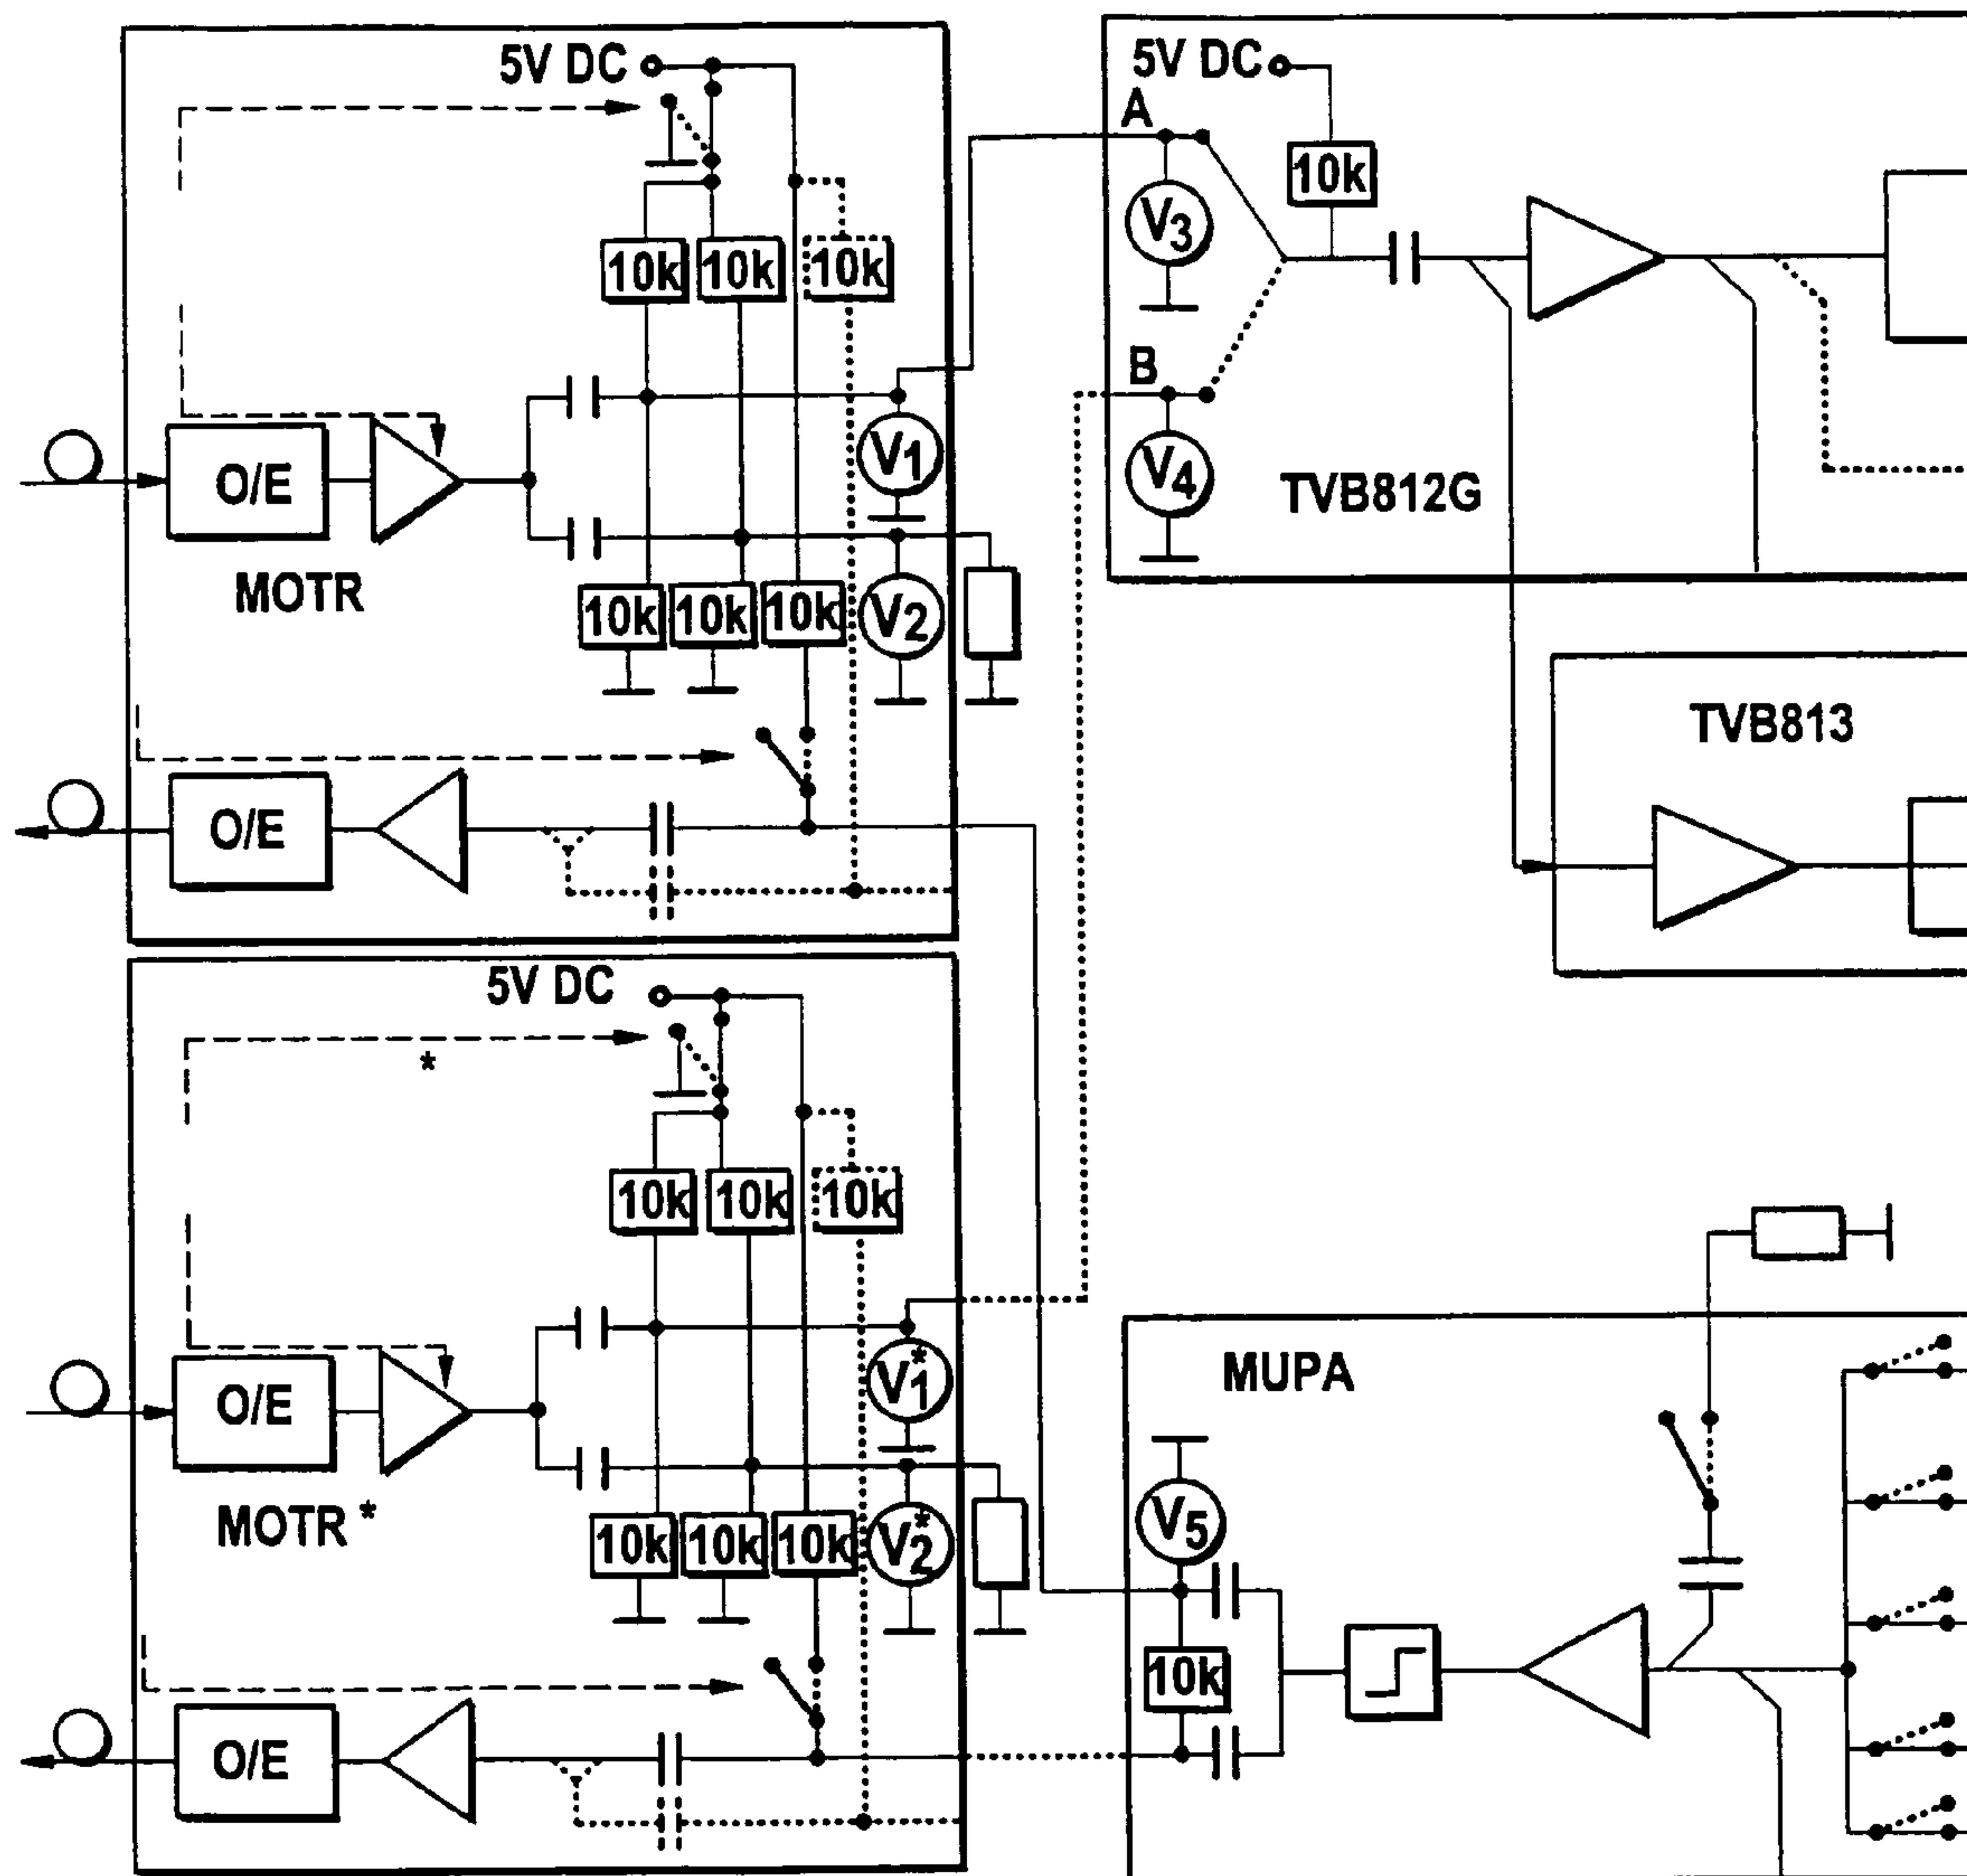 5V DC
10k
10k
10k
V1
O/E
MOTR
V2
10k
10k
10k
O/E
5V DC
A
10k
V3
B
V4
TVB812G
TVB813
5V DC
*
10k
10k
10k
V1*
O/E
MOTR *
V2*
10k
10k
10k
O/E
MUPA
V5
10k